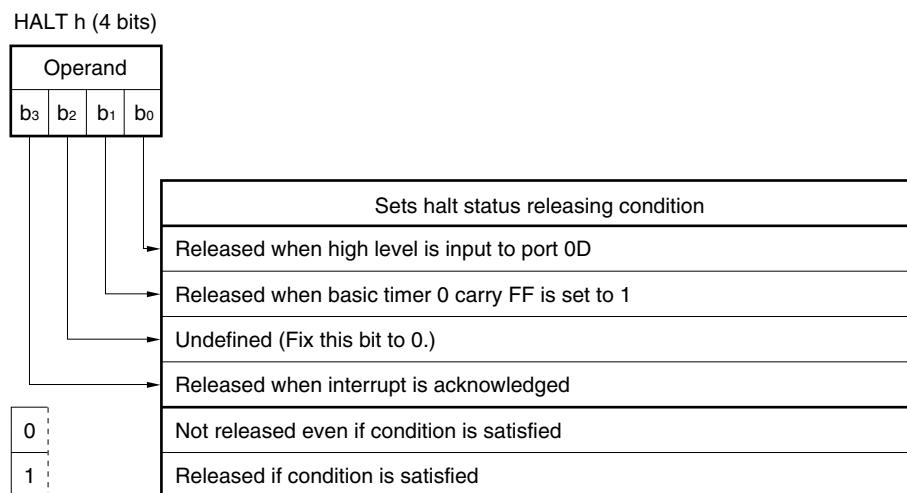 HALT h (4 bits)
Operand
b3 b2 b1 b0
Sets halt status releasing condition
Released when high level is input to port 0D
Released when basic timer 0 carry FF is set to 1
Undefined (Fix this bit to 0.)
Released when interrupt is acknowledged
0 Not released even if condition is satisfied
1 Released if condition is satisfied